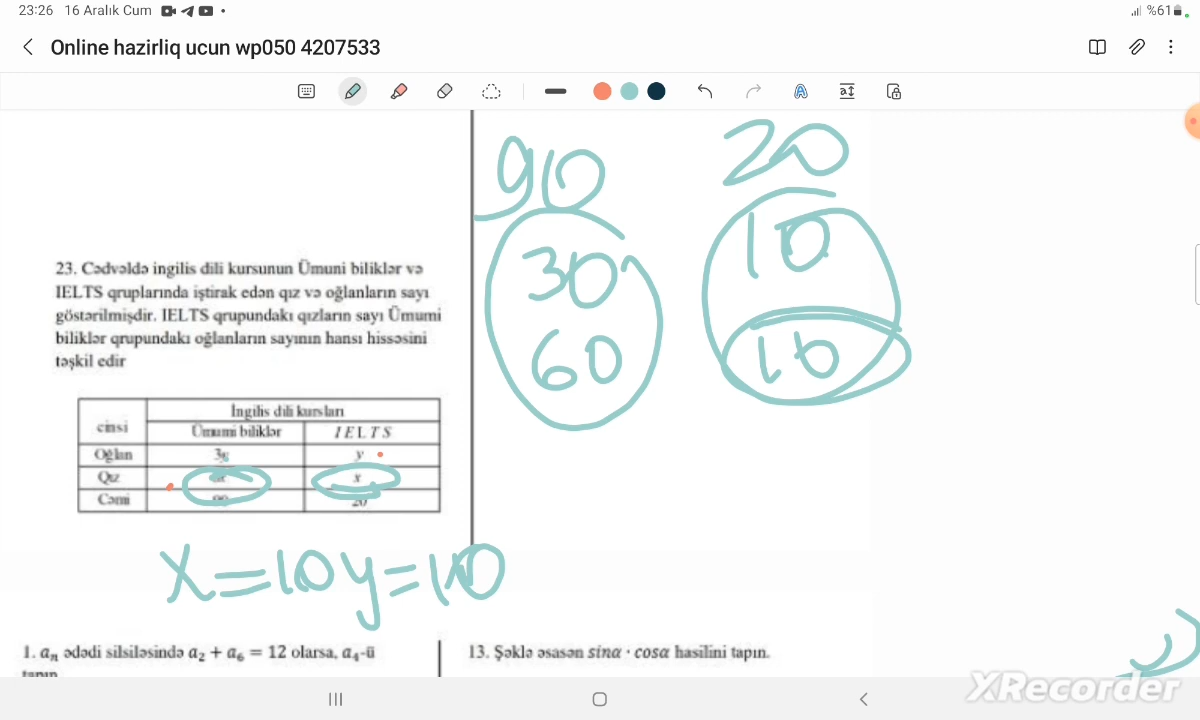 23:26 16 Aralık Cum %61
Online hazirliq ucun wp050 4207533
90 20
30 10
60 10
23. Cədvəldə ingilis dili kursunun Ümuni biliklər və
IELTS qruplarında iştirak edən qız və oğlanların sayı
göstərilmişdir. IELTS qrupundakı qızların sayı Ümumi
biliklər qrupundakı oğlanların sayının hansı hissəsini
təşkil edir
cinsi İngilis dili kursları
Ümumi biliklər IELTS
Oğlan 3y y
Qız x
Cəmi 90 20
x=10 y=10
1. aₙ ədədi silsiləsində a₂ + a₆ = 12 olarsa, a₄-ü
tapın
13. Şəklə əsasən sinα · cosα hasilini tapın.
XRecorder